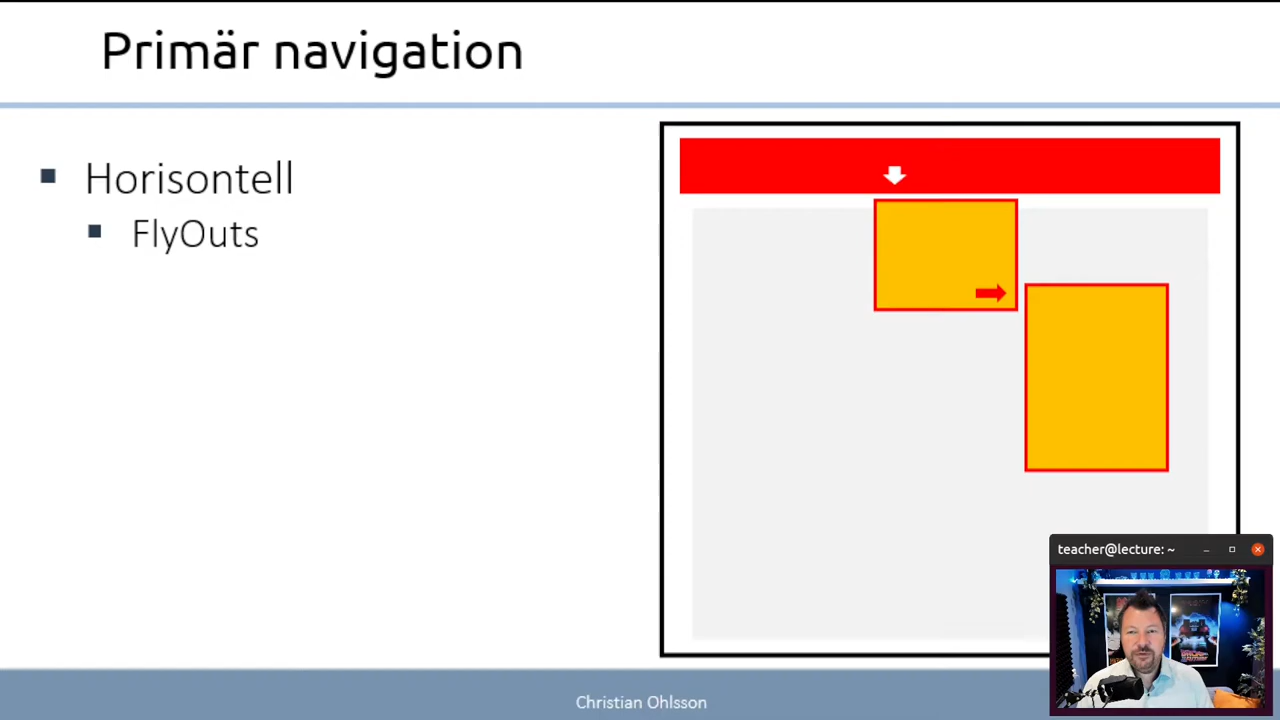 Primär navigation
Horisontell
FlyOuts
teacher@lecture: ~
Christian Ohlsson